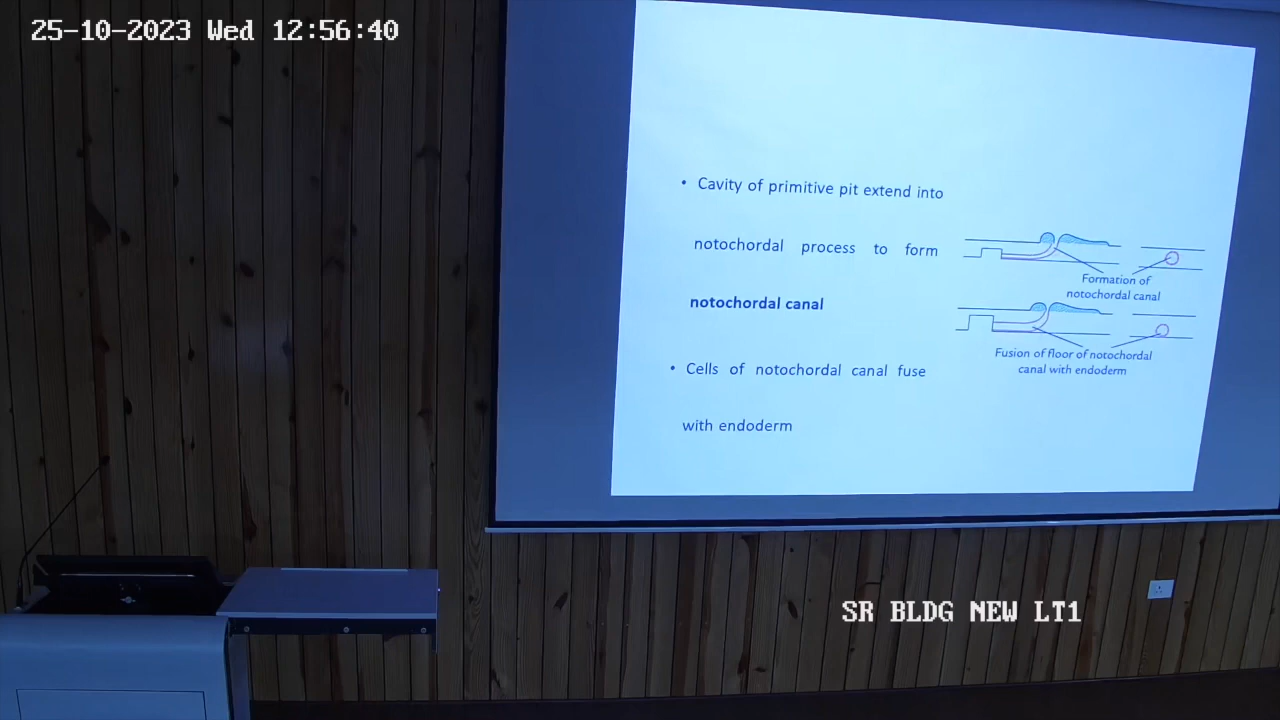 25-10-2023 Wed 12:56:40
• Cavity of primitive pit extend into
notochordal process to form
notochordal canal
• Cells of notochordal canal fuse
with endoderm
Formation of
notochordal canal
Fusion of floor of notochordal
canal with endoderm
SR BLDG NEW LT1